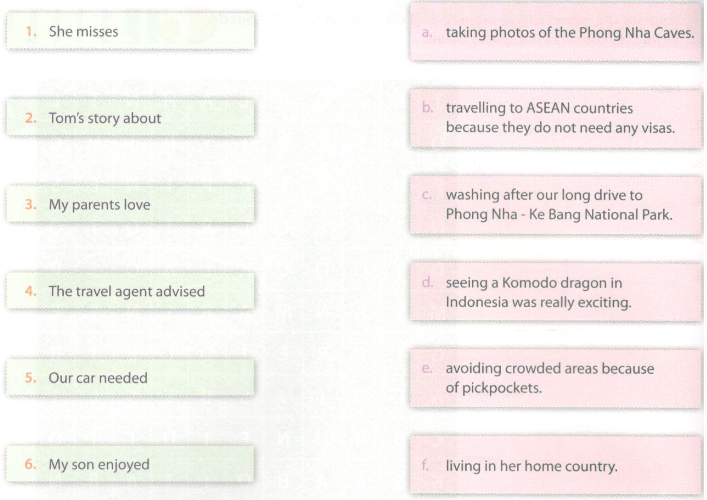 1. She misses
a. taking photos of the Phong Nha Caves.
2. Tom's story about
b. travelling to ASEAN countries
because they do not need any visas.
3. My parents love
c. washing after our long drive to
Phong Nha - Ke Bang National Park.
4. The travel agent advised
d. seeing a Komodo dragon in
Indonesia was really exciting.
5. Our car needed
e. avoiding crowded areas because
of pickpockets.
6. My son enjoyed
f. living in her home country.